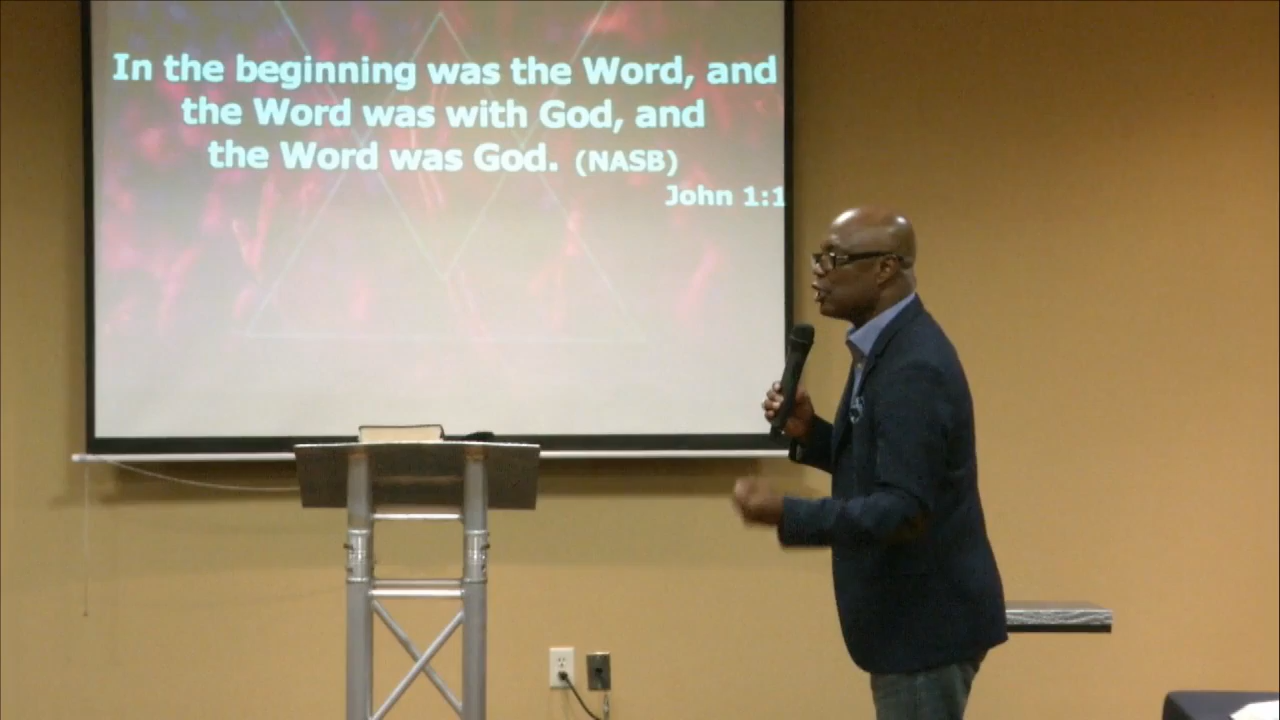 In the beginning was the Word, and
the Word was with God, and
the Word was God. (NASB)
John 1:1